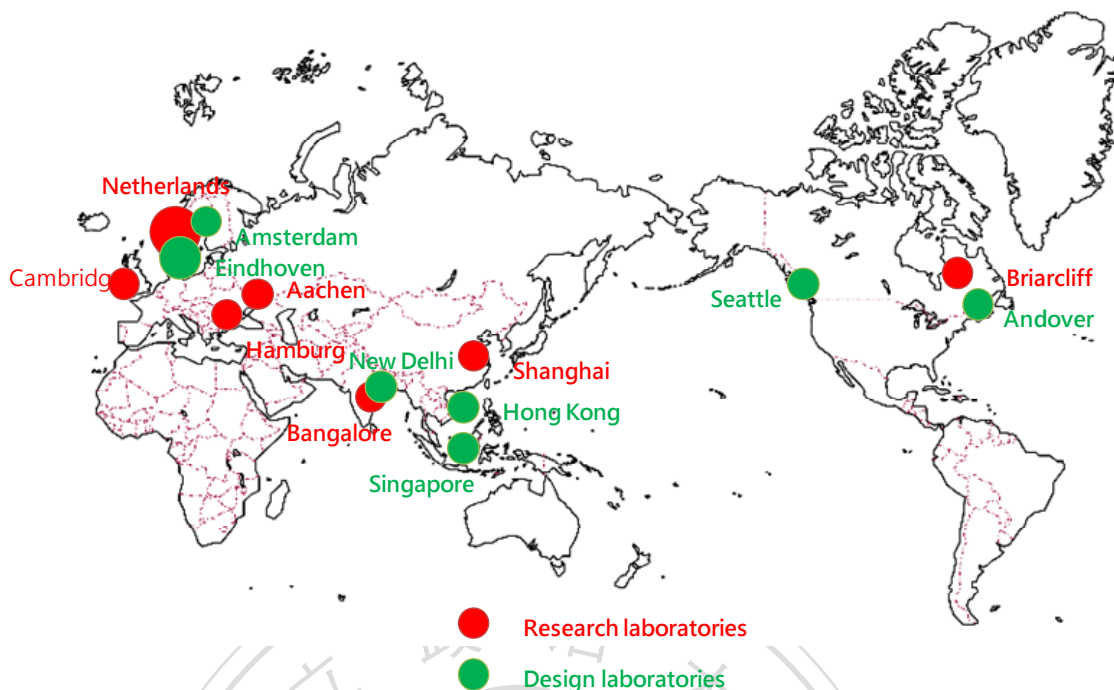 Netherlands
Amsterdam
Eindhoven
Cambridg
Aachen
Hamburg
New Delhi
Shanghai
Bangalore
Hong Kong
Singapore
Seattle
Briarcliff
Andover
Research laboratories
Design laboratories